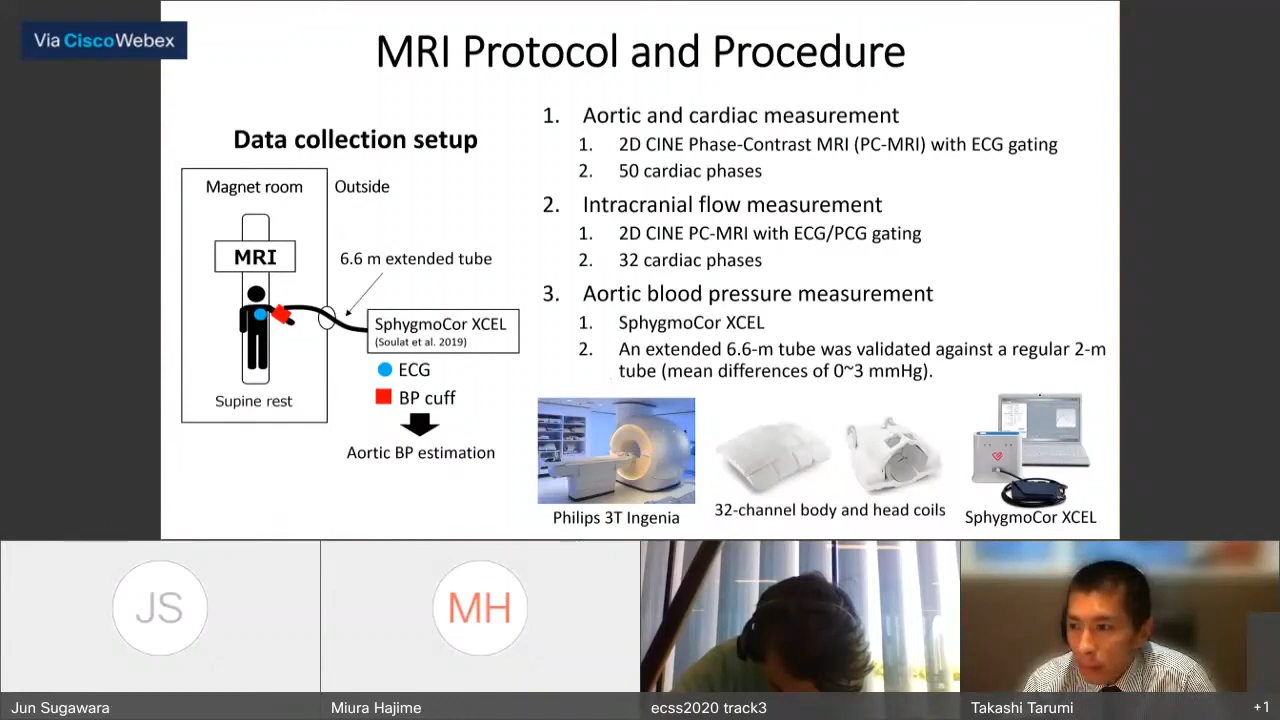 Via CiscoWebex
MRI Protocol and Procedure
Data collection setup
Magnet room
Outside
MRI
6.6 m extended tube
SphygmoCor XCEL
(Soulat et al. 2019)
ECG
BP cuff
Supine rest
Aortic BP estimation
1. Aortic and cardiac measurement
1. 2D CINE Phase-Contrast MRI (PC-MRI) with ECG gating
2. 50 cardiac phases
2. Intracranial flow measurement
1. 2D CINE PC-MRI with ECG/PCG gating
2. 32 cardiac phases
3. Aortic blood pressure measurement
1. SphygmoCor XCEL
2. An extended 6.6-m tube was validated against a regular 2-m
tube (mean differences of 0~3 mmHg).
Philips 3T Ingenia
32-channel body and head coils
SphygmoCor XCEL
JS
MH
Jun Sugawara
Miura Hajime
ecss2020 track3
Takashi Tarumi
+1